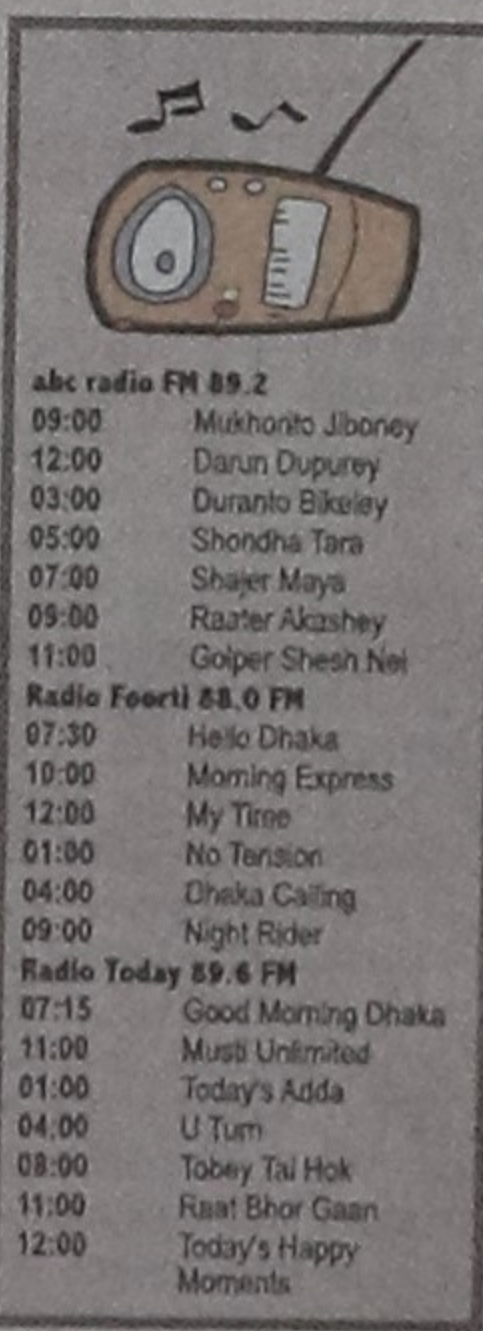 abc radio FM 89.2
09:00 Mukhorito Jiboney
12:00 Darun Dupurey
03:00 Duranto Bikeley
05:00 Shondha Tara
07:00 Shajer Maya
09:00 Raater Akashey
11:00 Golper Shesh Nei
Radio Foorti 88.0 FM
07:30 Hello Dhaka
10:00 Morning Express
12:00 My Time
01:00 No Tension
04:00 Dhaka Calling
09:00 Night Rider
Radio Today 89.6 FM
07:15 Good Morning Dhaka
11:00 Musti Unlimited
01:00 Today's Adda
04:00 U Turn
08:00 Tobey Tai Hok
11:00 Raat Bhor Gaan
12:00 Today's Happy
Moments